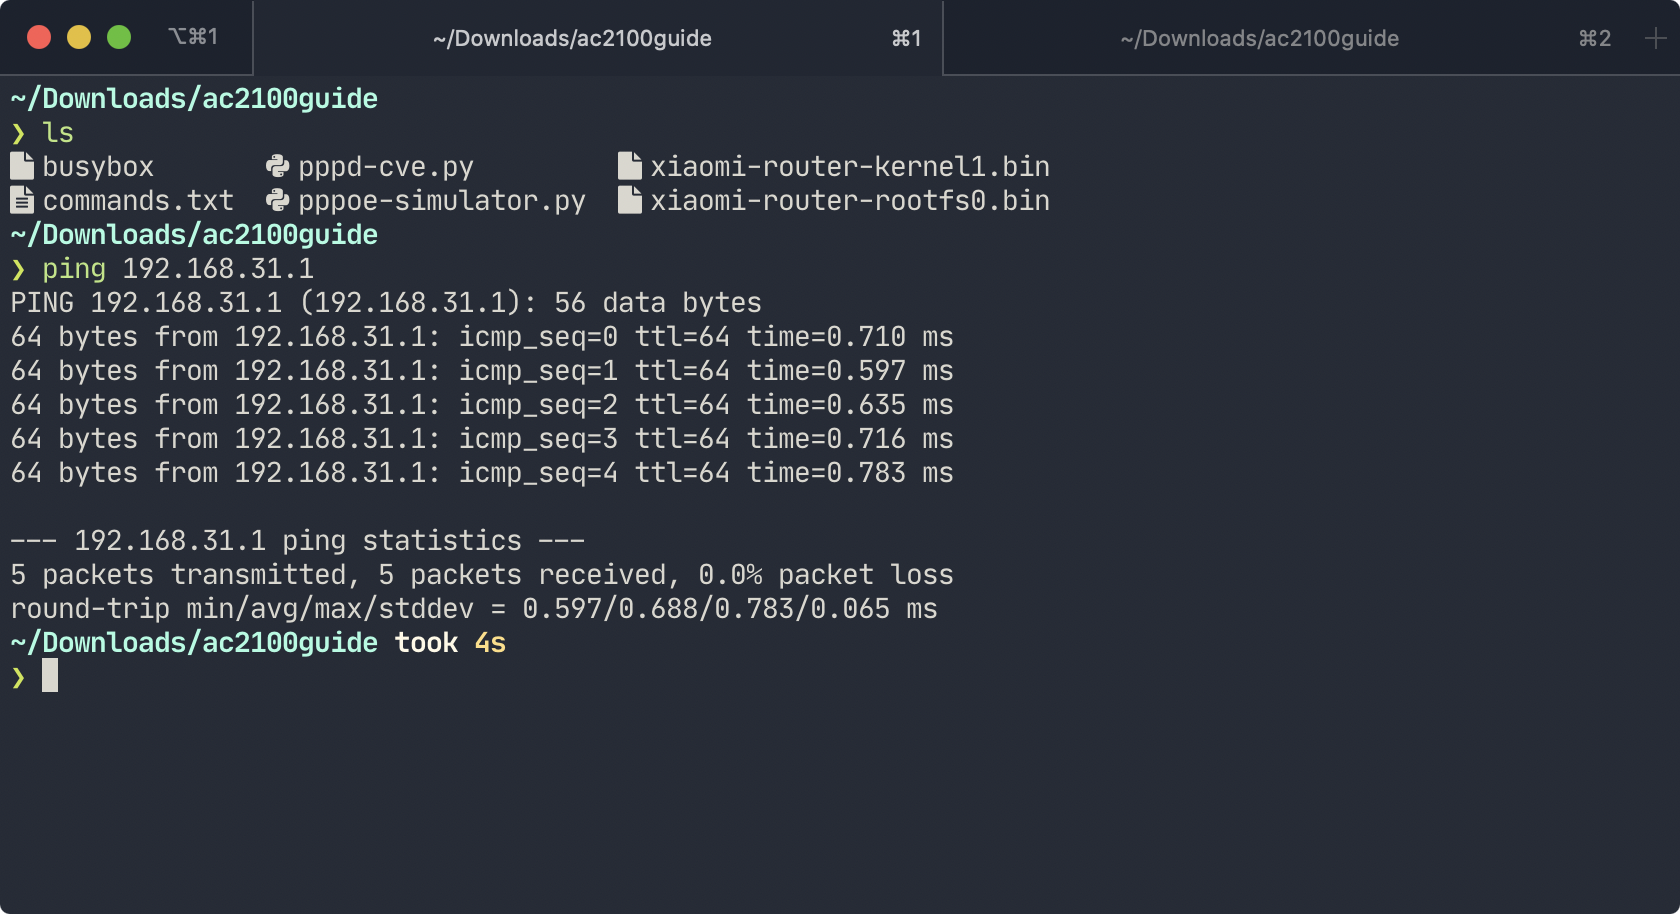 ⌥⌘1 ~/Downloads/ac2100guide ⌘1 ~/Downloads/ac2100guide ⌘2 +
~/Downloads/ac2100guide
❯ ls
busybox pppd-cve.py xiaomi-router-kernel1.bin
commands.txt pppoe-simulator.py xiaomi-router-rootfs0.bin
~/Downloads/ac2100guide
❯ ping 192.168.31.1
PING 192.168.31.1 (192.168.31.1): 56 data bytes
64 bytes from 192.168.31.1: icmp_seq=0 ttl=64 time=0.710 ms
64 bytes from 192.168.31.1: icmp_seq=1 ttl=64 time=0.597 ms
64 bytes from 192.168.31.1: icmp_seq=2 ttl=64 time=0.635 ms
64 bytes from 192.168.31.1: icmp_seq=3 ttl=64 time=0.716 ms
64 bytes from 192.168.31.1: icmp_seq=4 ttl=64 time=0.783 ms
--- 192.168.31.1 ping statistics ---
5 packets transmitted, 5 packets received, 0.0% packet loss
round-trip min/avg/max/stddev = 0.597/0.688/0.783/0.065 ms
~/Downloads/ac2100guide took 4s
❯